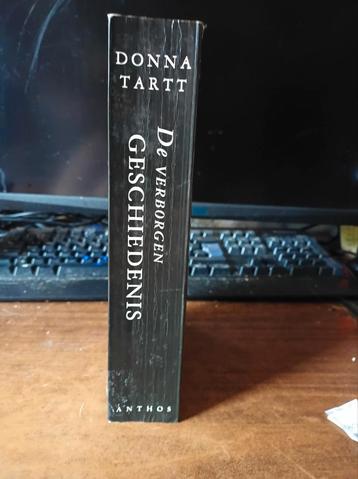 DONNA
TARTT
De VERBORGEN
GESCHIEDENIS
ANTHOS